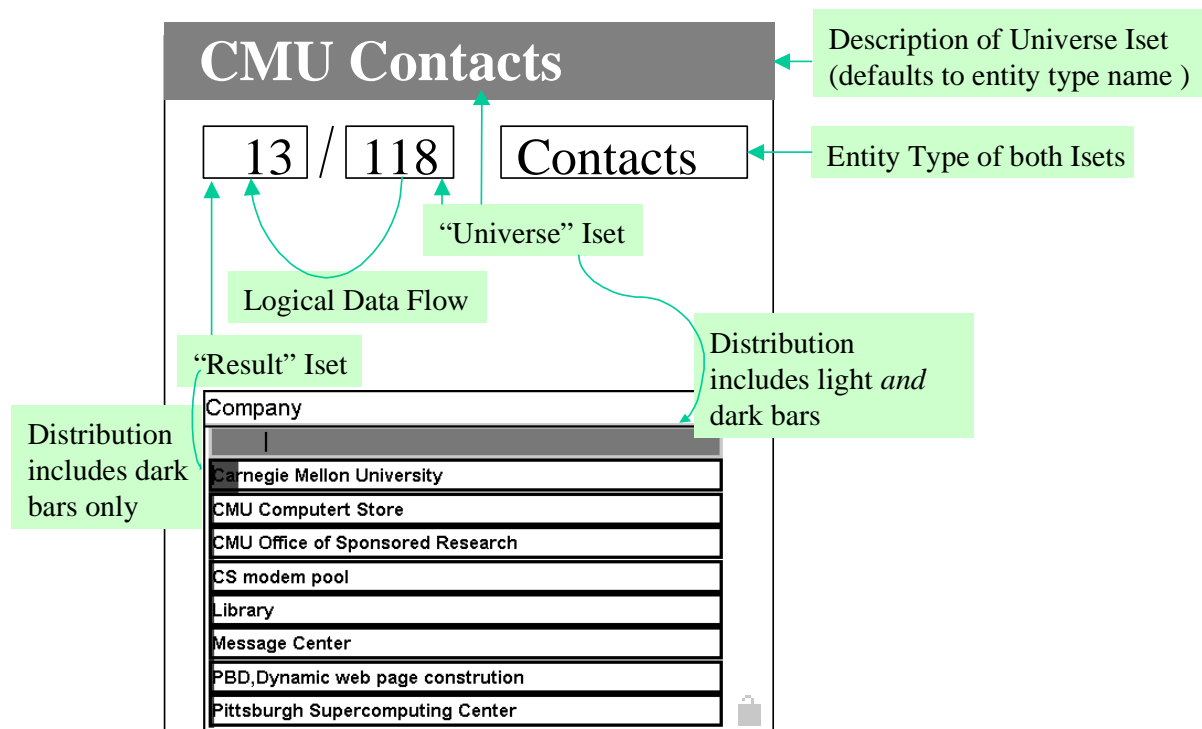 CMU Contacts
Description of Universe Iset
(defaults to entity type name )
13 / 118
Contacts
Entity Type of both Isets
“Universe” Iset
Logical Data Flow
“Result” Iset
Distribution
includes light and
dark bars
Distribution
includes dark
bars only
Company
Carnegie Mellon University
CMU Computert Store
CMU Office of Sponsored Research
CS modem pool
Library
Message Center
PBD,Dynamic web page constrution
Pittsburgh Supercomputing Center